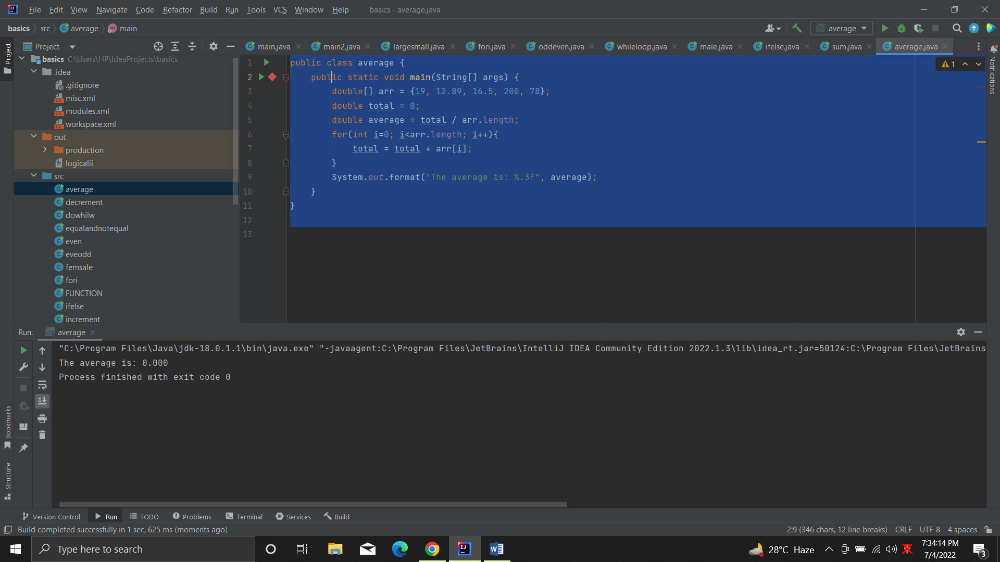 File Edit View Navigate Code Refactor Build Run Tools VCS Window Help basics - average.java
basics src average main
average
Project
main.java main2.java largesmall.java fori.java oddeven.java whileloop.java male.java ifelse.java sum.java average.java
Project
basics C:\Users\HP\IdeaProjects\basics
.idea
.gitignore
misc.xml
modules.xml
workspace.xml
out
production
logicalii
src
average
decrement
dowhilw
equalandnotequal
even
eveodd
femsale
fori
FUNCTION
ifelse
increment
1 public class average {
2 public static void main(String[] args) {
3 double[] arr = {19, 12.89, 16.5, 200, 78};
4 double total = 0;
5 double average = total / arr.length;
6 for(int i=0; i<arr.length; i++){
7 total = total + arr[i];
8 }
9 System.out.format("The average is: %.3f", average);
10 }
11 }
12
13
1
Notifications
Run: average
"C:\Program Files\Java\jdk-18.0.1.1\bin\java.exe" "-javaagent:C:\Program Files\JetBrains\IntelliJ IDEA Community Edition 2022.1.3\lib\idea_rt.jar=50124:C:\Program Files\JetBrains
The average is: 0.000
Process finished with exit code 0
Bookmarks
Structure
Version Control Run TODO Problems Terminal Services Build
Build completed successfully in 1 sec, 625 ms (moments ago) 2:9 (346 chars, 12 line breaks) CRLF UTF-8 4 spaces
Type here to search
28°C Haze
7:34:14 PM
7/4/2022
3